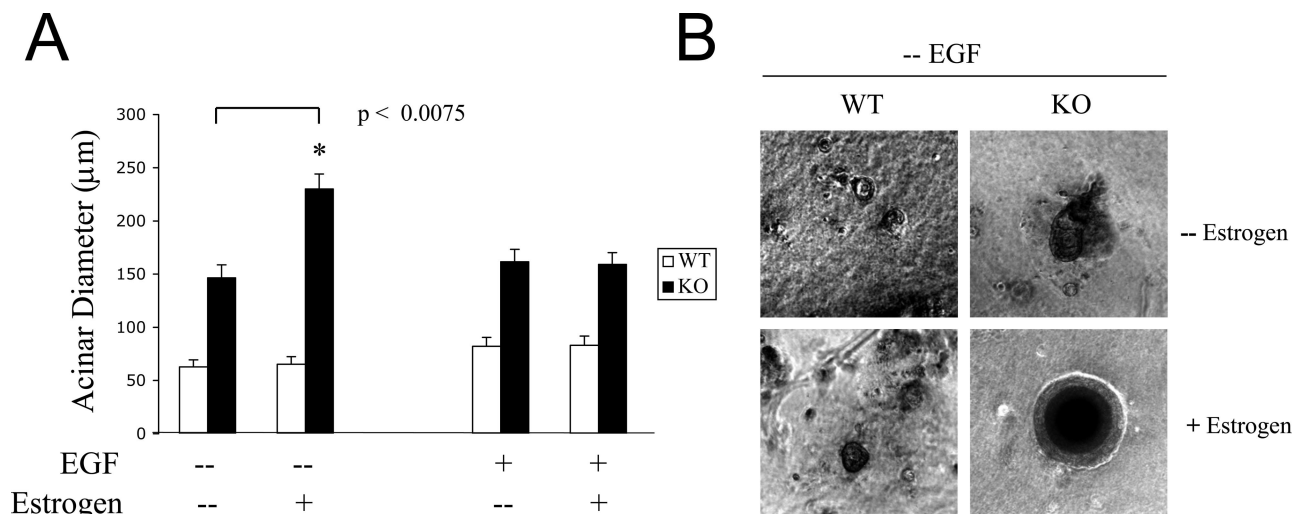 A
B
-- EGF
WT
KO
-- Estrogen
+ Estrogen
p < 0.0075
*
Acinar Diameter (μm)
300
250
200
150
100
50
0
WT
KO
EGF -- -- + +
Estrogen -- + -- +